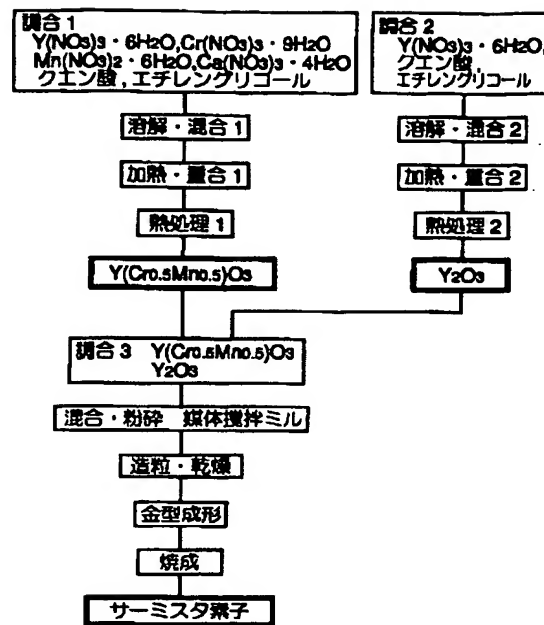 調合1
Y(NO3)3・6H2O,Cr(NO3)3・9H2O
Mn(NO3)2・6H2O,Ca(NO3)3・4H2O
クエン酸,エチレングリコール
溶解・混合1
加熱・重合1
熱処理1
Y(Cr0.5Mn0.5)O3
調合2
Y(NO3)3・6H2O,
クエン酸,
エチレングリコール
溶解・混合2
加熱・重合2
熱処理2
Y2O3
調合3 Y(Cr0.5Mn0.5)O3
Y2O3
混合・粉砕 媒体撹拌ミル
造粒・乾燥
金型成形
焼成
サーミスタ素子